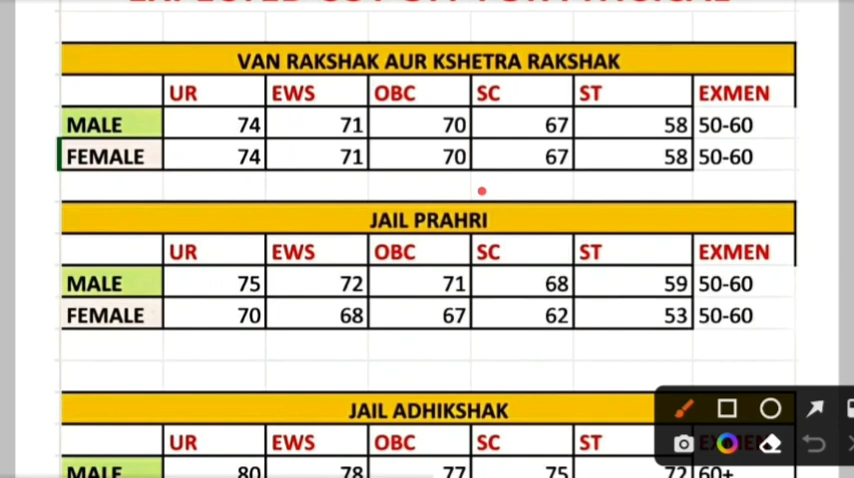 VAN RAKSHAK AUR KSHETRA RAKSHAK
UR EWS OBC SC ST EXMEN
MALE 74 71 70 67 58 50-60
FEMALE 74 71 70 67 58 50-60
JAIL PRAHRI
UR EWS OBC SC ST EXMEN
MALE 75 72 71 68 59 50-60
FEMALE 70 68 67 62 53 50-60
JAIL ADHIKSHAK
UR EWS OBC SC ST
MALE 80 78 77 75 72 60+